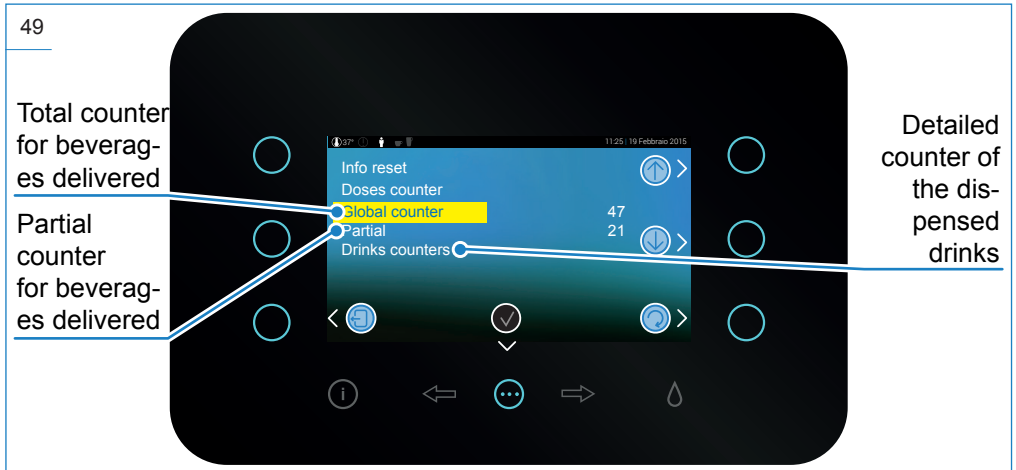 49
Total counter
for beverag-
es delivered
Partial
counter
for beverag-
es delivered
37° 11:25 | 19 Febbraio 2015
Info reset
Doses counter
Global counter 47
Partial 21
Drinks counters
i
Detailed
counter of
the dis-
pensed
drinks